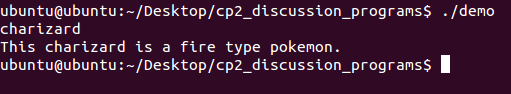 ubuntu@ubuntu:~/Desktop/cp2_discussion_programs$ ./demo
charizard
This charizard is a fire type pokemon.
ubuntu@ubuntu:~/Desktop/cp2_discussion_programs$